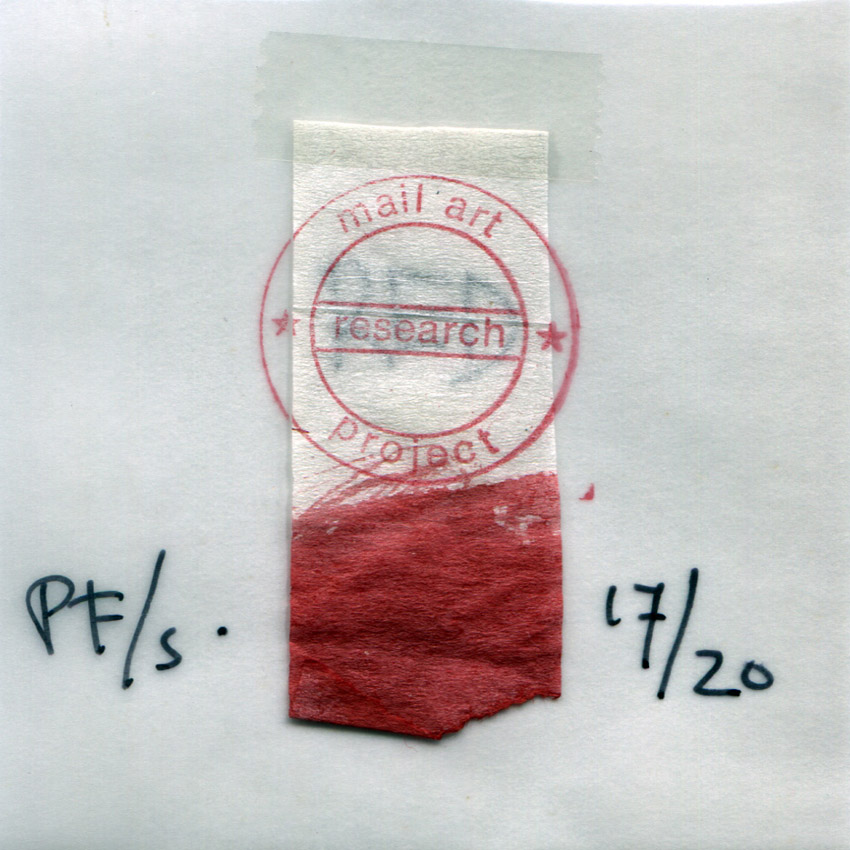 mail art
research
project
PF/s.
17/20